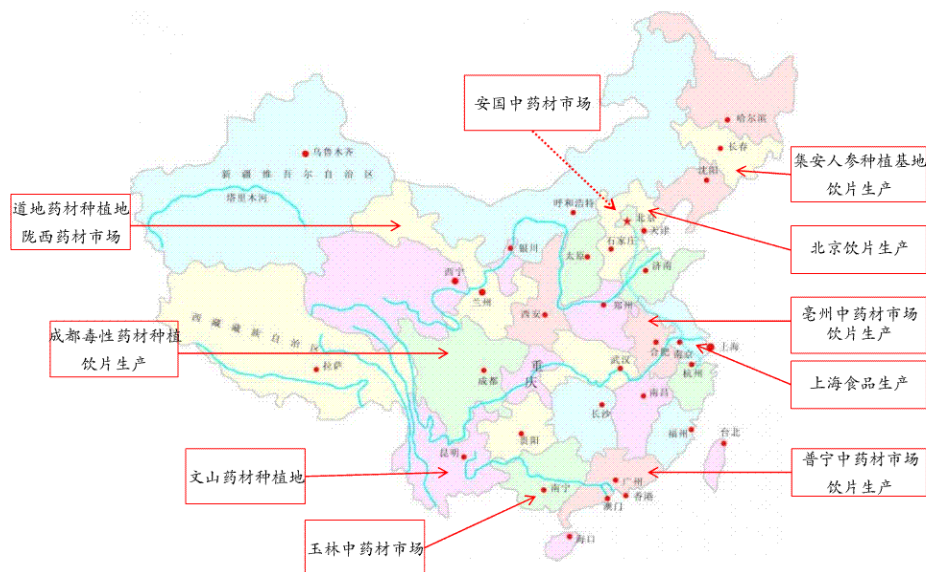 安国中药材市场
哈尔滨
长春
集安人参种植基地
饮片生产
乌鲁木齐
沈阳
新疆维吾尔自治区
塔里木河
道地药材种植地
陇西药材市场
呼和浩特
北京
天津
北京饮片生产
银川
石家庄
太原
济南
西宁
兰州
郑州
西安
亳州中药材市场
饮片生产
西藏藏族自治区
成都毒性药材种植
饮片生产
拉萨
合肥
南京
上海
武汉
杭州
上海食品生产
成都
重庆
南昌
长沙
贵阳
福州
台北
昆明
文山药材种植地
普宁中药材市场
饮片生产
广州
香港
澳门
南宁
玉林中药材市场
海口